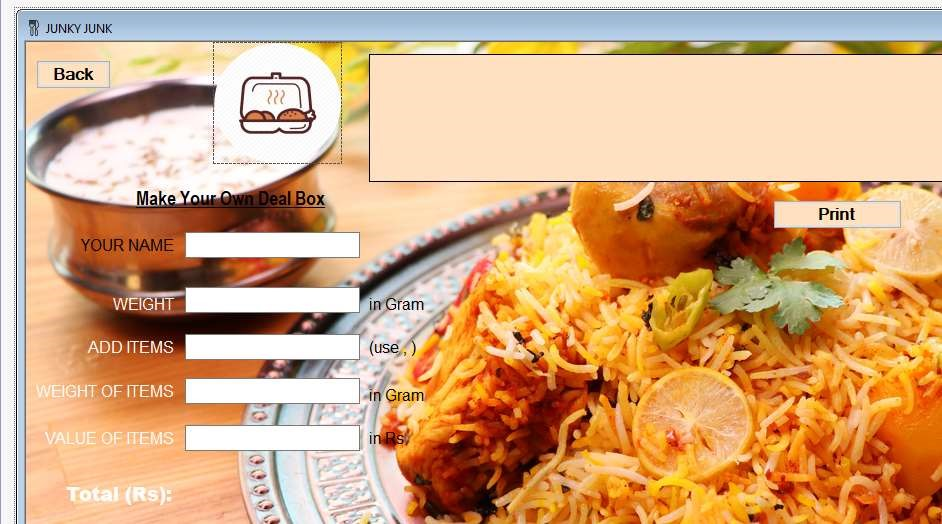 JUNKY JUNK
Back
Make Your Own Deal Box
Print
YOUR NAME
WEIGHT in Gram
ADD ITEMS (use , )
WEIGHT OF ITEMS in Gram
VALUE OF ITEMS in Rs.
Total (Rs):